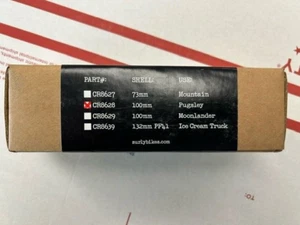 PART#: SHELL: USE:
CR8627 73mm Mountain
CR8628 100mm Pugsley
CR8629 100mm Moonlander
CR8639 132mm PF41 Ice Cream Truck
surlybikes.com